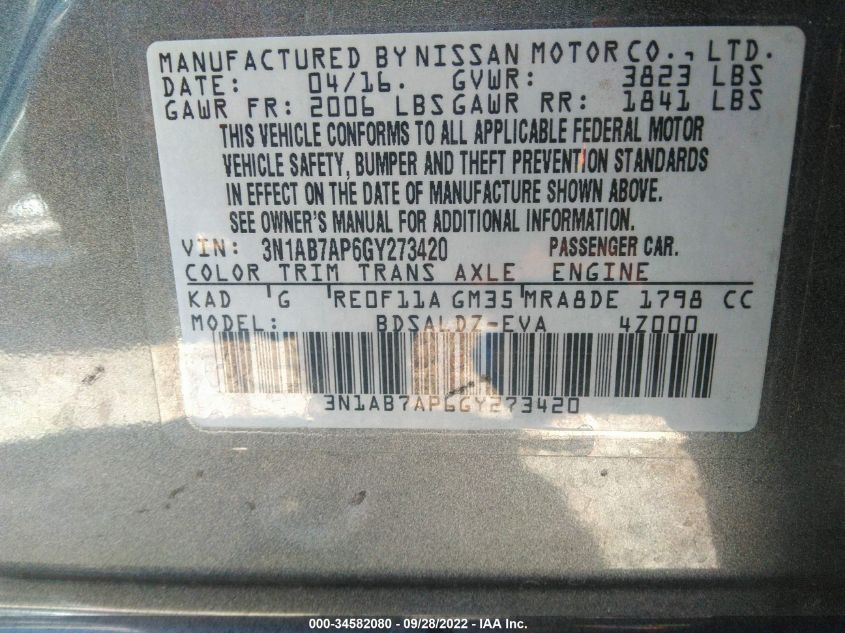 MANUFACTURED BY NISSAN MOTOR CO., LTD.
DATE: 04/16. GVWR: 3823 LBS
GAWR FR: 2006 LBS GAWR RR: 1841 LBS
THIS VEHICLE CONFORMS TO ALL APPLICABLE FEDERAL MOTOR
VEHICLE SAFETY, BUMPER AND THEFT PREVENTION STANDARDS
IN EFFECT ON THE DATE OF MANUFACTURE SHOWN ABOVE.
SEE OWNER'S MANUAL FOR ADDITIONAL INFORMATION.
VIN: 3N1AB7AP6GY273420 PASSENGER CAR.
COLOR TRIM TRANS AXLE ENGINE
KAD G RE0F11A GM35 MRA8DE 1798 CC
MODEL: BDSALDZ-EVA 4Z000
3N1AB7AP6GY273420
000-34582080 - 09/28/2022 - IAA Inc.